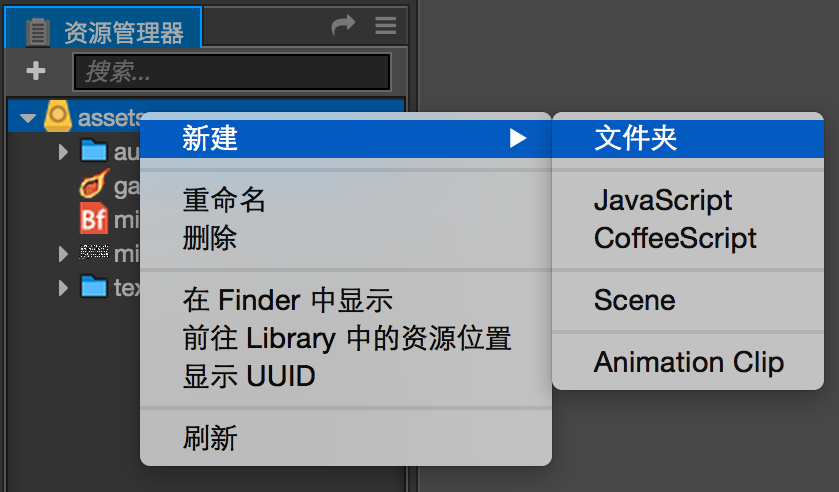 资源管理器
搜索...
assets
新建
文件夹
au
ga
Bf mi
mi
tex
重命名
删除
在 Finder 中显示
前往 Library 中的资源位置
显示 UUID
刷新
JavaScript
CoffeeScript
Scene
Animation Clip